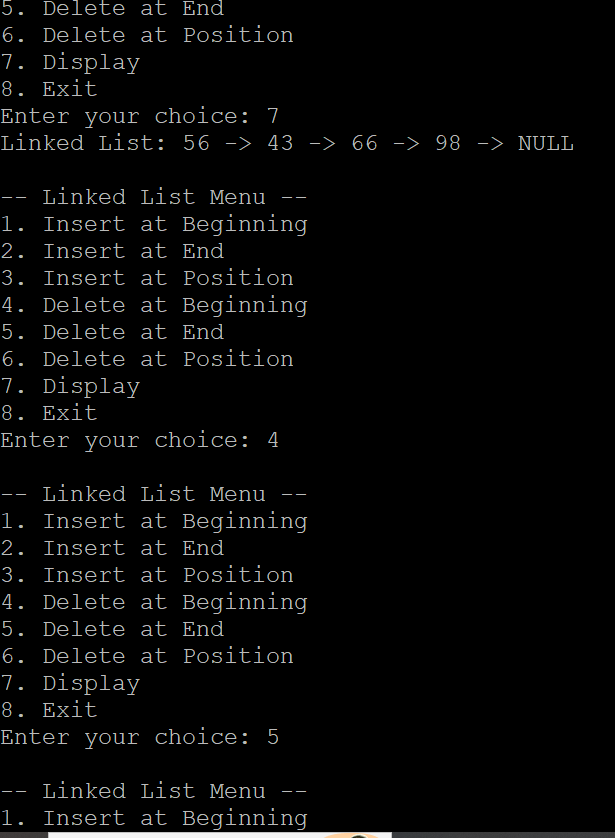 5. Delete at End
6. Delete at Position
7. Display
8. Exit
Enter your choice: 7
Linked List: 56 -> 43 -> 66 -> 98 -> NULL
-- Linked List Menu --
1. Insert at Beginning
2. Insert at End
3. Insert at Position
4. Delete at Beginning
5. Delete at End
6. Delete at Position
7. Display
8. Exit
Enter your choice: 4
-- Linked List Menu --
1. Insert at Beginning
2. Insert at End
3. Insert at Position
4. Delete at Beginning
5. Delete at End
6. Delete at Position
7. Display
8. Exit
Enter your choice: 5
-- Linked List Menu --
1. Insert at Beginning